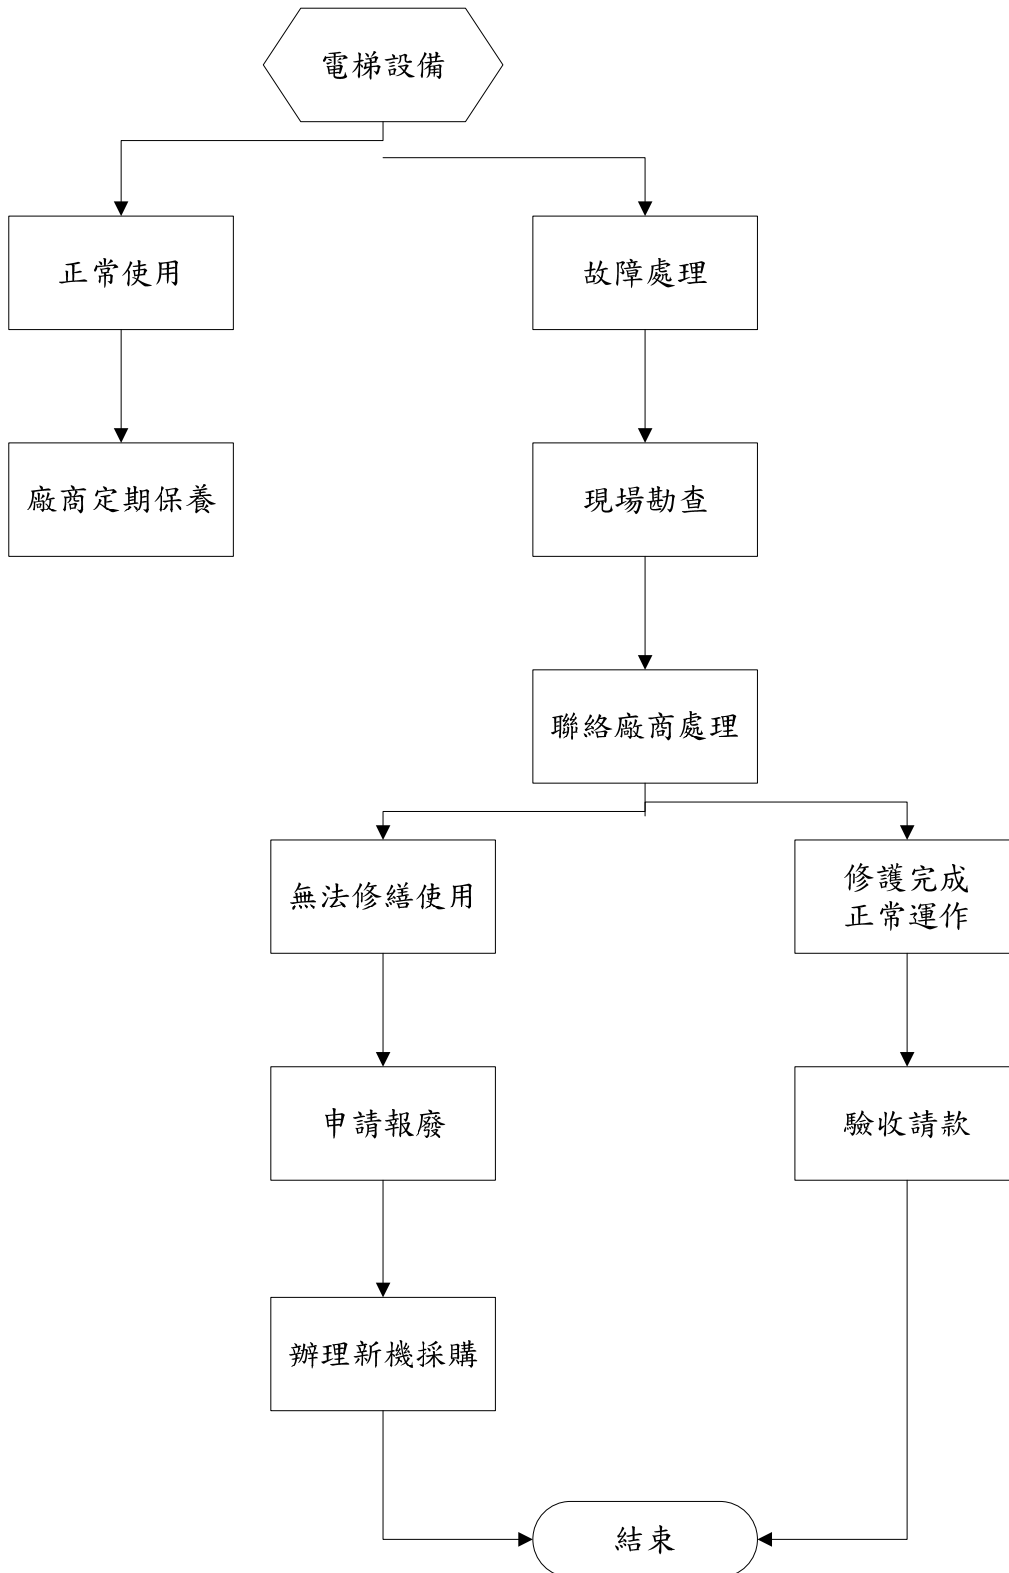 電梯設備
正常使用
故障處理
廠商定期保養
現場勘查
聯絡廠商處理
無法修繕使用
修護完成
正常運作
申請報廢
驗收請款
辦理新機採購
結束